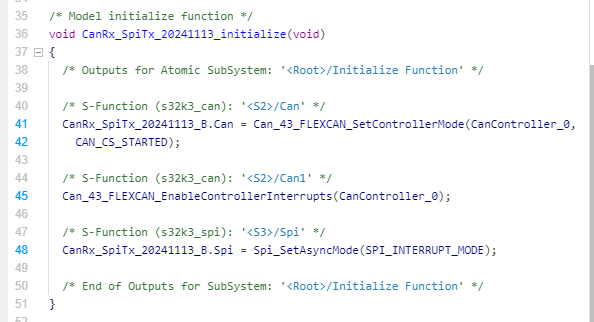 35 /* Model initialize function */
36 void CanRx_SpiTx_20241113_initialize(void)
37 {
38 /* Outputs for Atomic SubSystem: '<Root>/Initialize Function' */
39
40 /* S-Function (s32k3_can): '<S2>/Can' */
41 CanRx_SpiTx_20241113_B.Can = Can_43_FLEXCAN_SetControllerMode(CanController_0,
42 CAN_CS_STARTED);
43
44 /* S-Function (s32k3_can): '<S2>/Can1' */
45 Can_43_FLEXCAN_EnableControllerInterrupts(CanController_0);
46
47 /* S-Function (s32k3_spi): '<S3>/Spi' */
48 CanRx_SpiTx_20241113_B.Spi = Spi_SetAsyncMode(SPI_INTERRUPT_MODE);
49
50 /* End of Outputs for SubSystem: '<Root>/Initialize Function' */
51 }